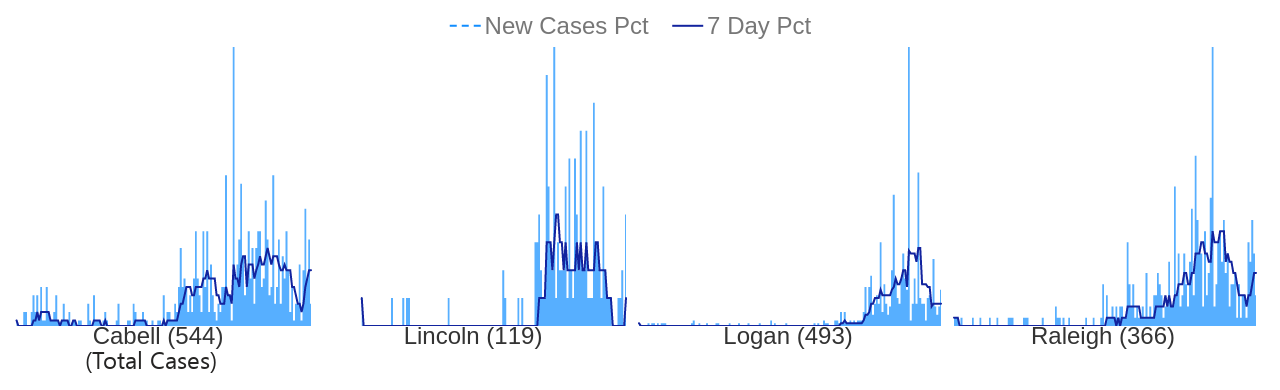 New Cases Pct 7 Day Pct
Cabell (544) Lincoln (119) Logan (493) Raleigh (366)
(Total Cases)